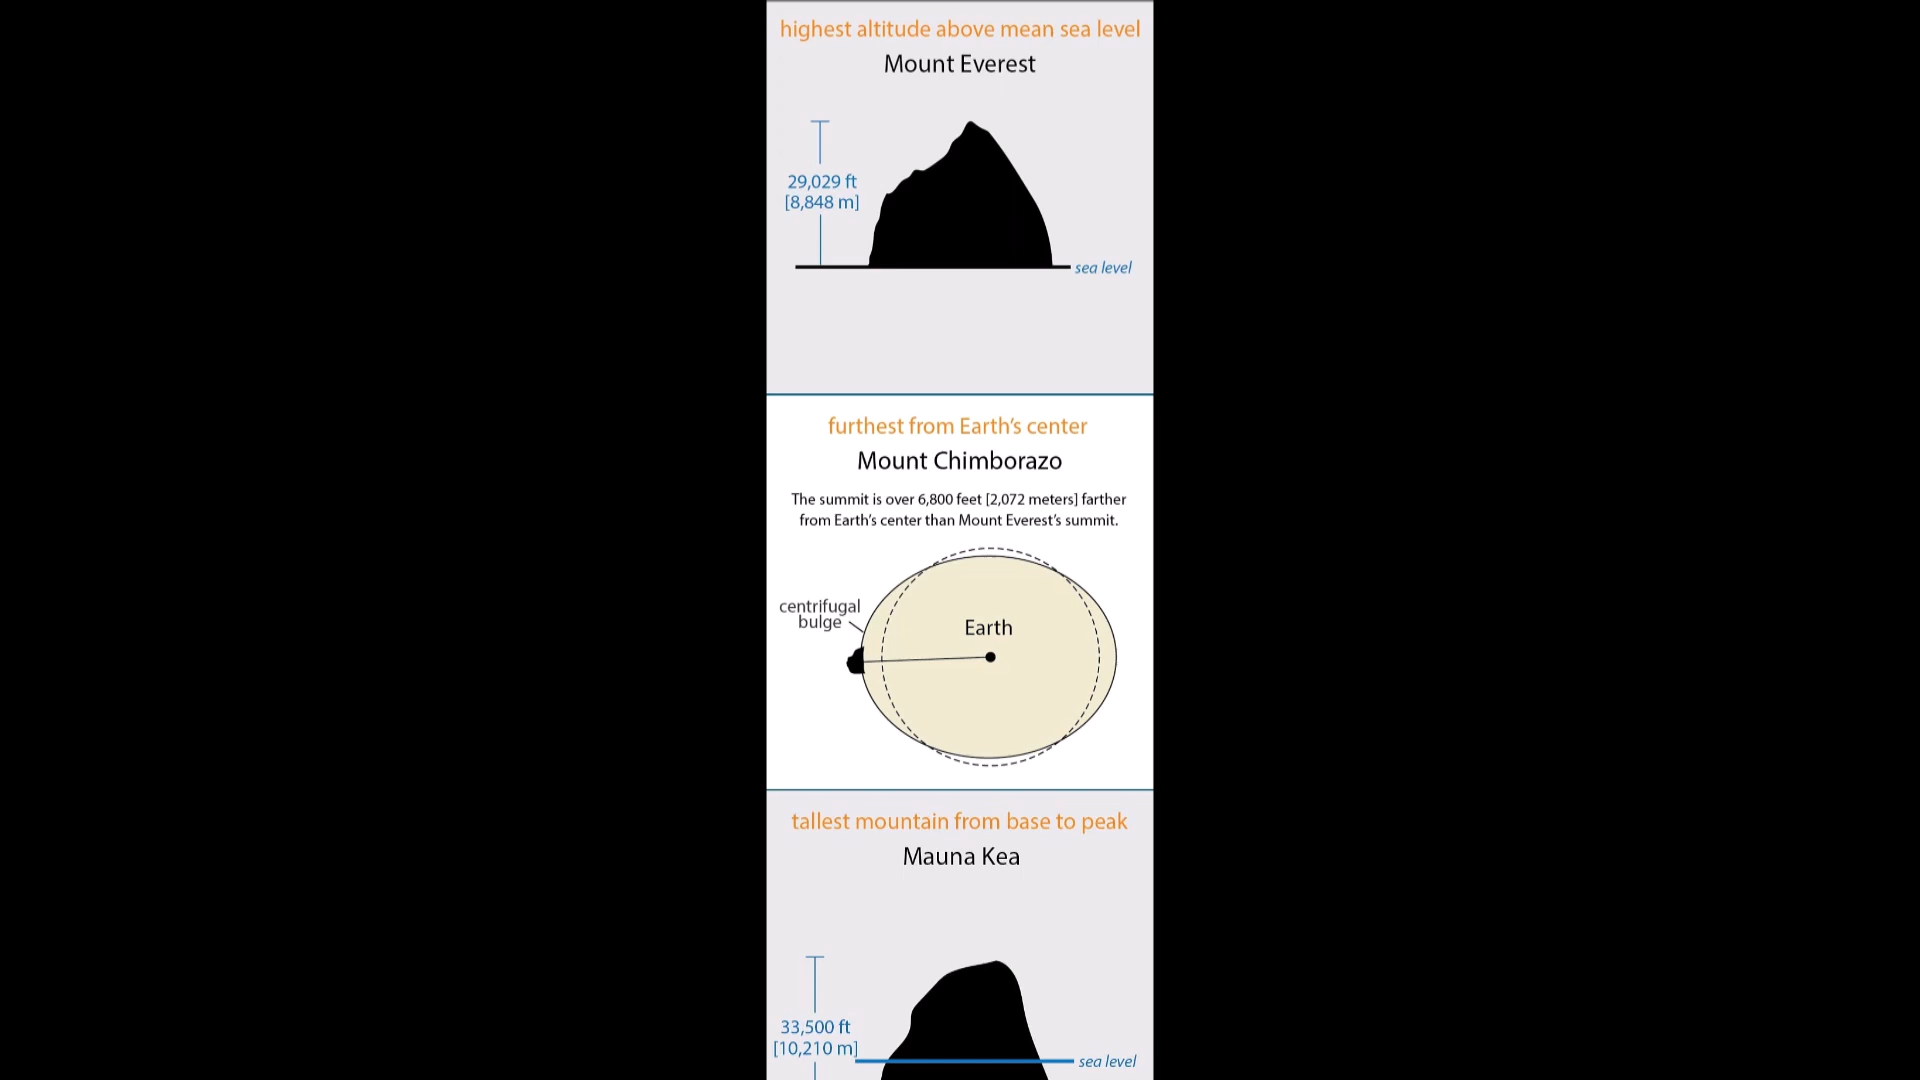 highest altitude above mean sea level
Mount Everest
29,029 ft
[8,848 m]
sea level
furthest from Earth's center
Mount Chimborazo
The summit is over 6,800 feet [2,072 meters] farther
from Earth's center than Mount Everest's summit.
centrifugal
bulge
Earth
tallest mountain from base to peak
Mauna Kea
33,500 ft
[10,210 m]
sea level